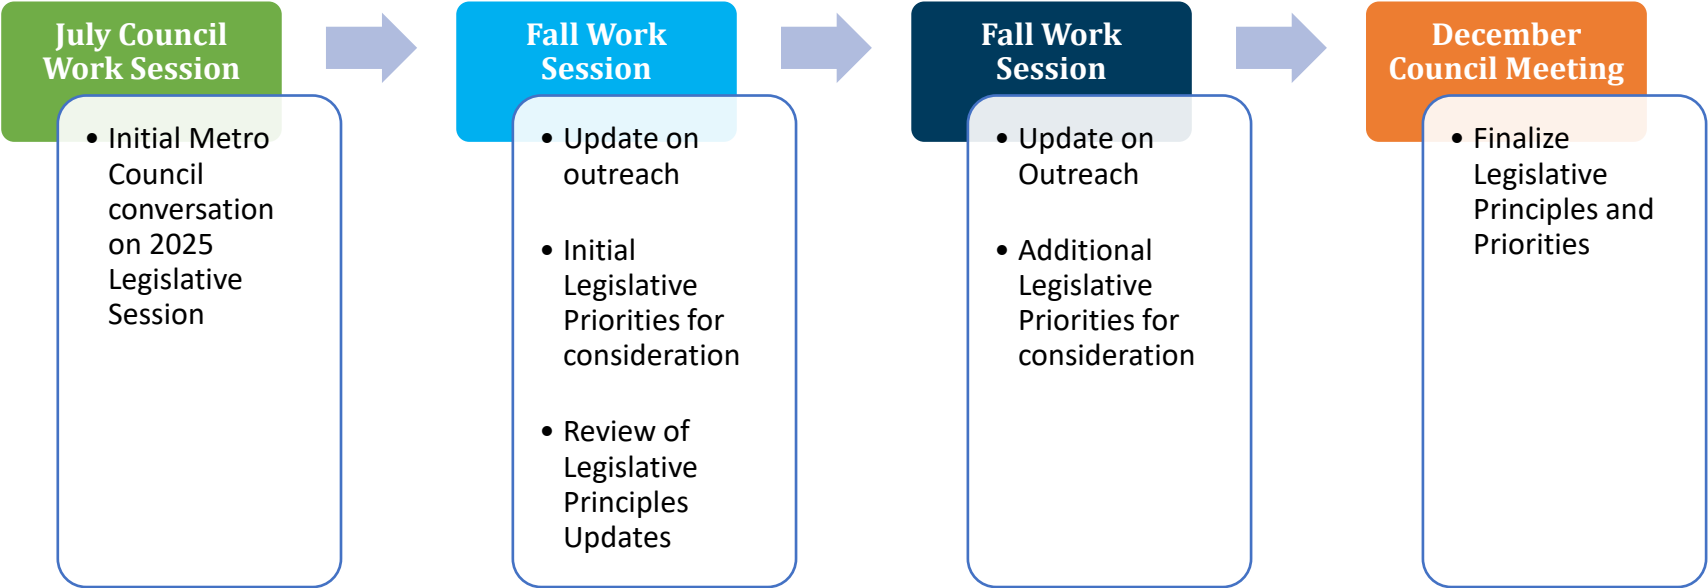 July Council
Work Session
• Initial Metro
Council
conversation
on 2025
Legislative
Session
Fall Work
Session
• Update on
outreach
• Initial
Legislative
Priorities for
consideration
• Review of
Legislative
Principles
Updates
Fall Work
Session
• Update on
Outreach
• Additional
Legislative
Priorities for
consideration
December
Council Meeting
• Finalize
Legislative
Principles and
Priorities